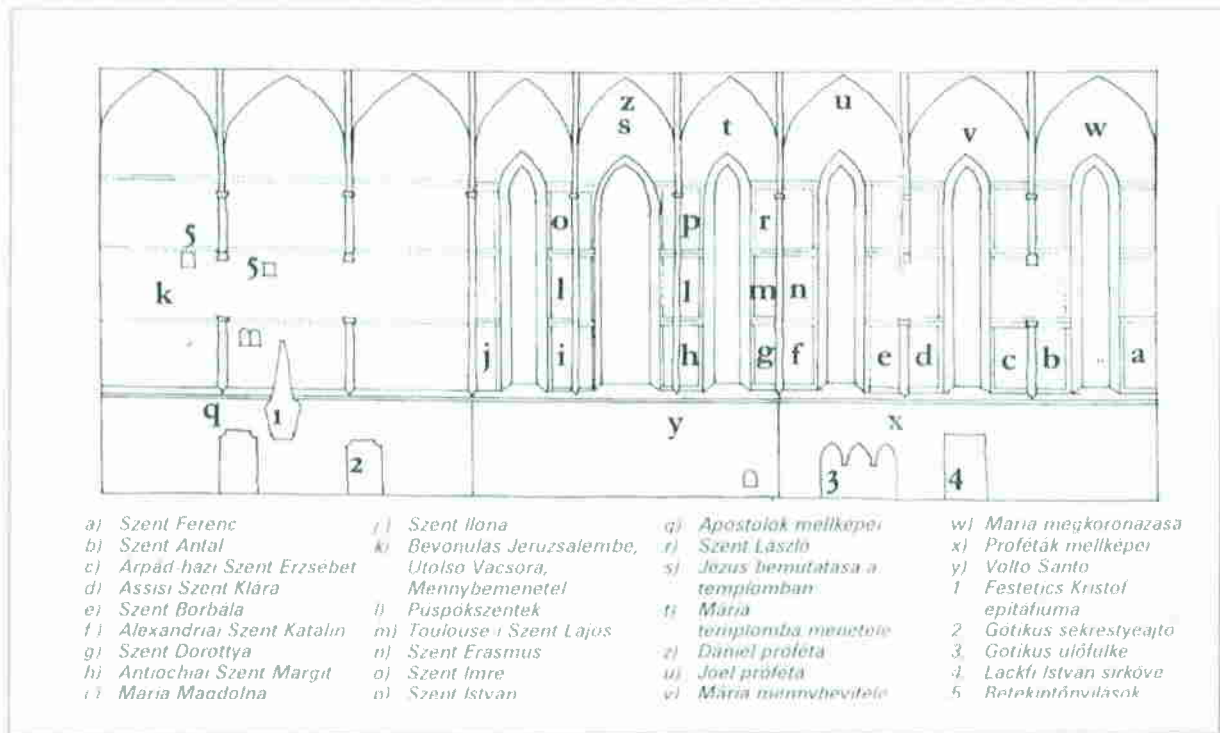 z
s
t
u
v
w
o
p
r
5
5
k
l
l
m
n
j
i
h
g
f
e
d
c
b
a
q
1
y
x
2
3
4
a) Szent Ferenc
b) Szent Antal
c) Árpád-házi Szent Erzsébet
d) Assisi Szent Klára
e) Szent Borbála
f) Alexandriai Szent Katalin
g) Szent Dorottya
h) Antiochiai Szent Margit
i) Mária Magdolna
j) Szent Ilona
k) Bevonulás Jeruzsálembe,
Utolsó Vacsora,
Mennybemenetel
l) Püspökszentek
m) Toulouse-i Szent Lajos
n) Szent Erasmus
o) Szent Imre
p) Szent István
q) Apostolok mellképei
r) Szent László
s) Jézus bemutatása a
templomban
t) Mária
templomba menetele
z) Dániel próféta
u) Joel próféta
v) Mária mennybevitele
w) Mária megkoronázása
x) Próféták mellképei
y) Volto Santo
1 Festetics Kristóf
epitáfiuma
2 Gótikus sekrestyeajtó
3. Gótikus ülőfülke
4. Lackfi István sírköve
5 Betekintőnyílások